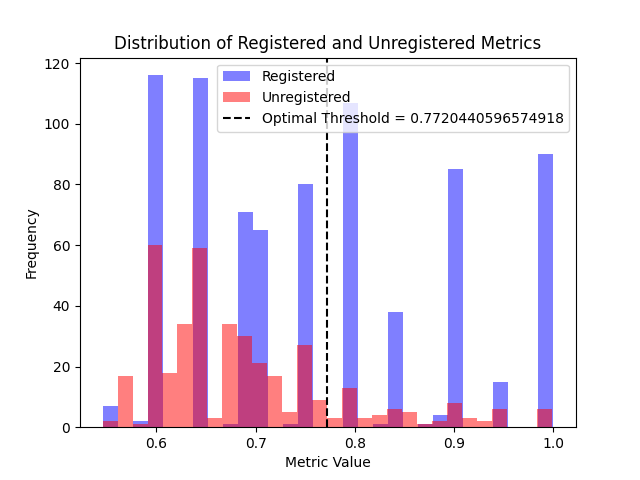 Distribution of Registered and Unregistered Metrics
120
100
80
60
40
20
0
Frequency
Registered
Unregistered
Optimal Threshold = 0.7720440596574918
0.6 0.7 0.8 0.9 1.0
Metric Value